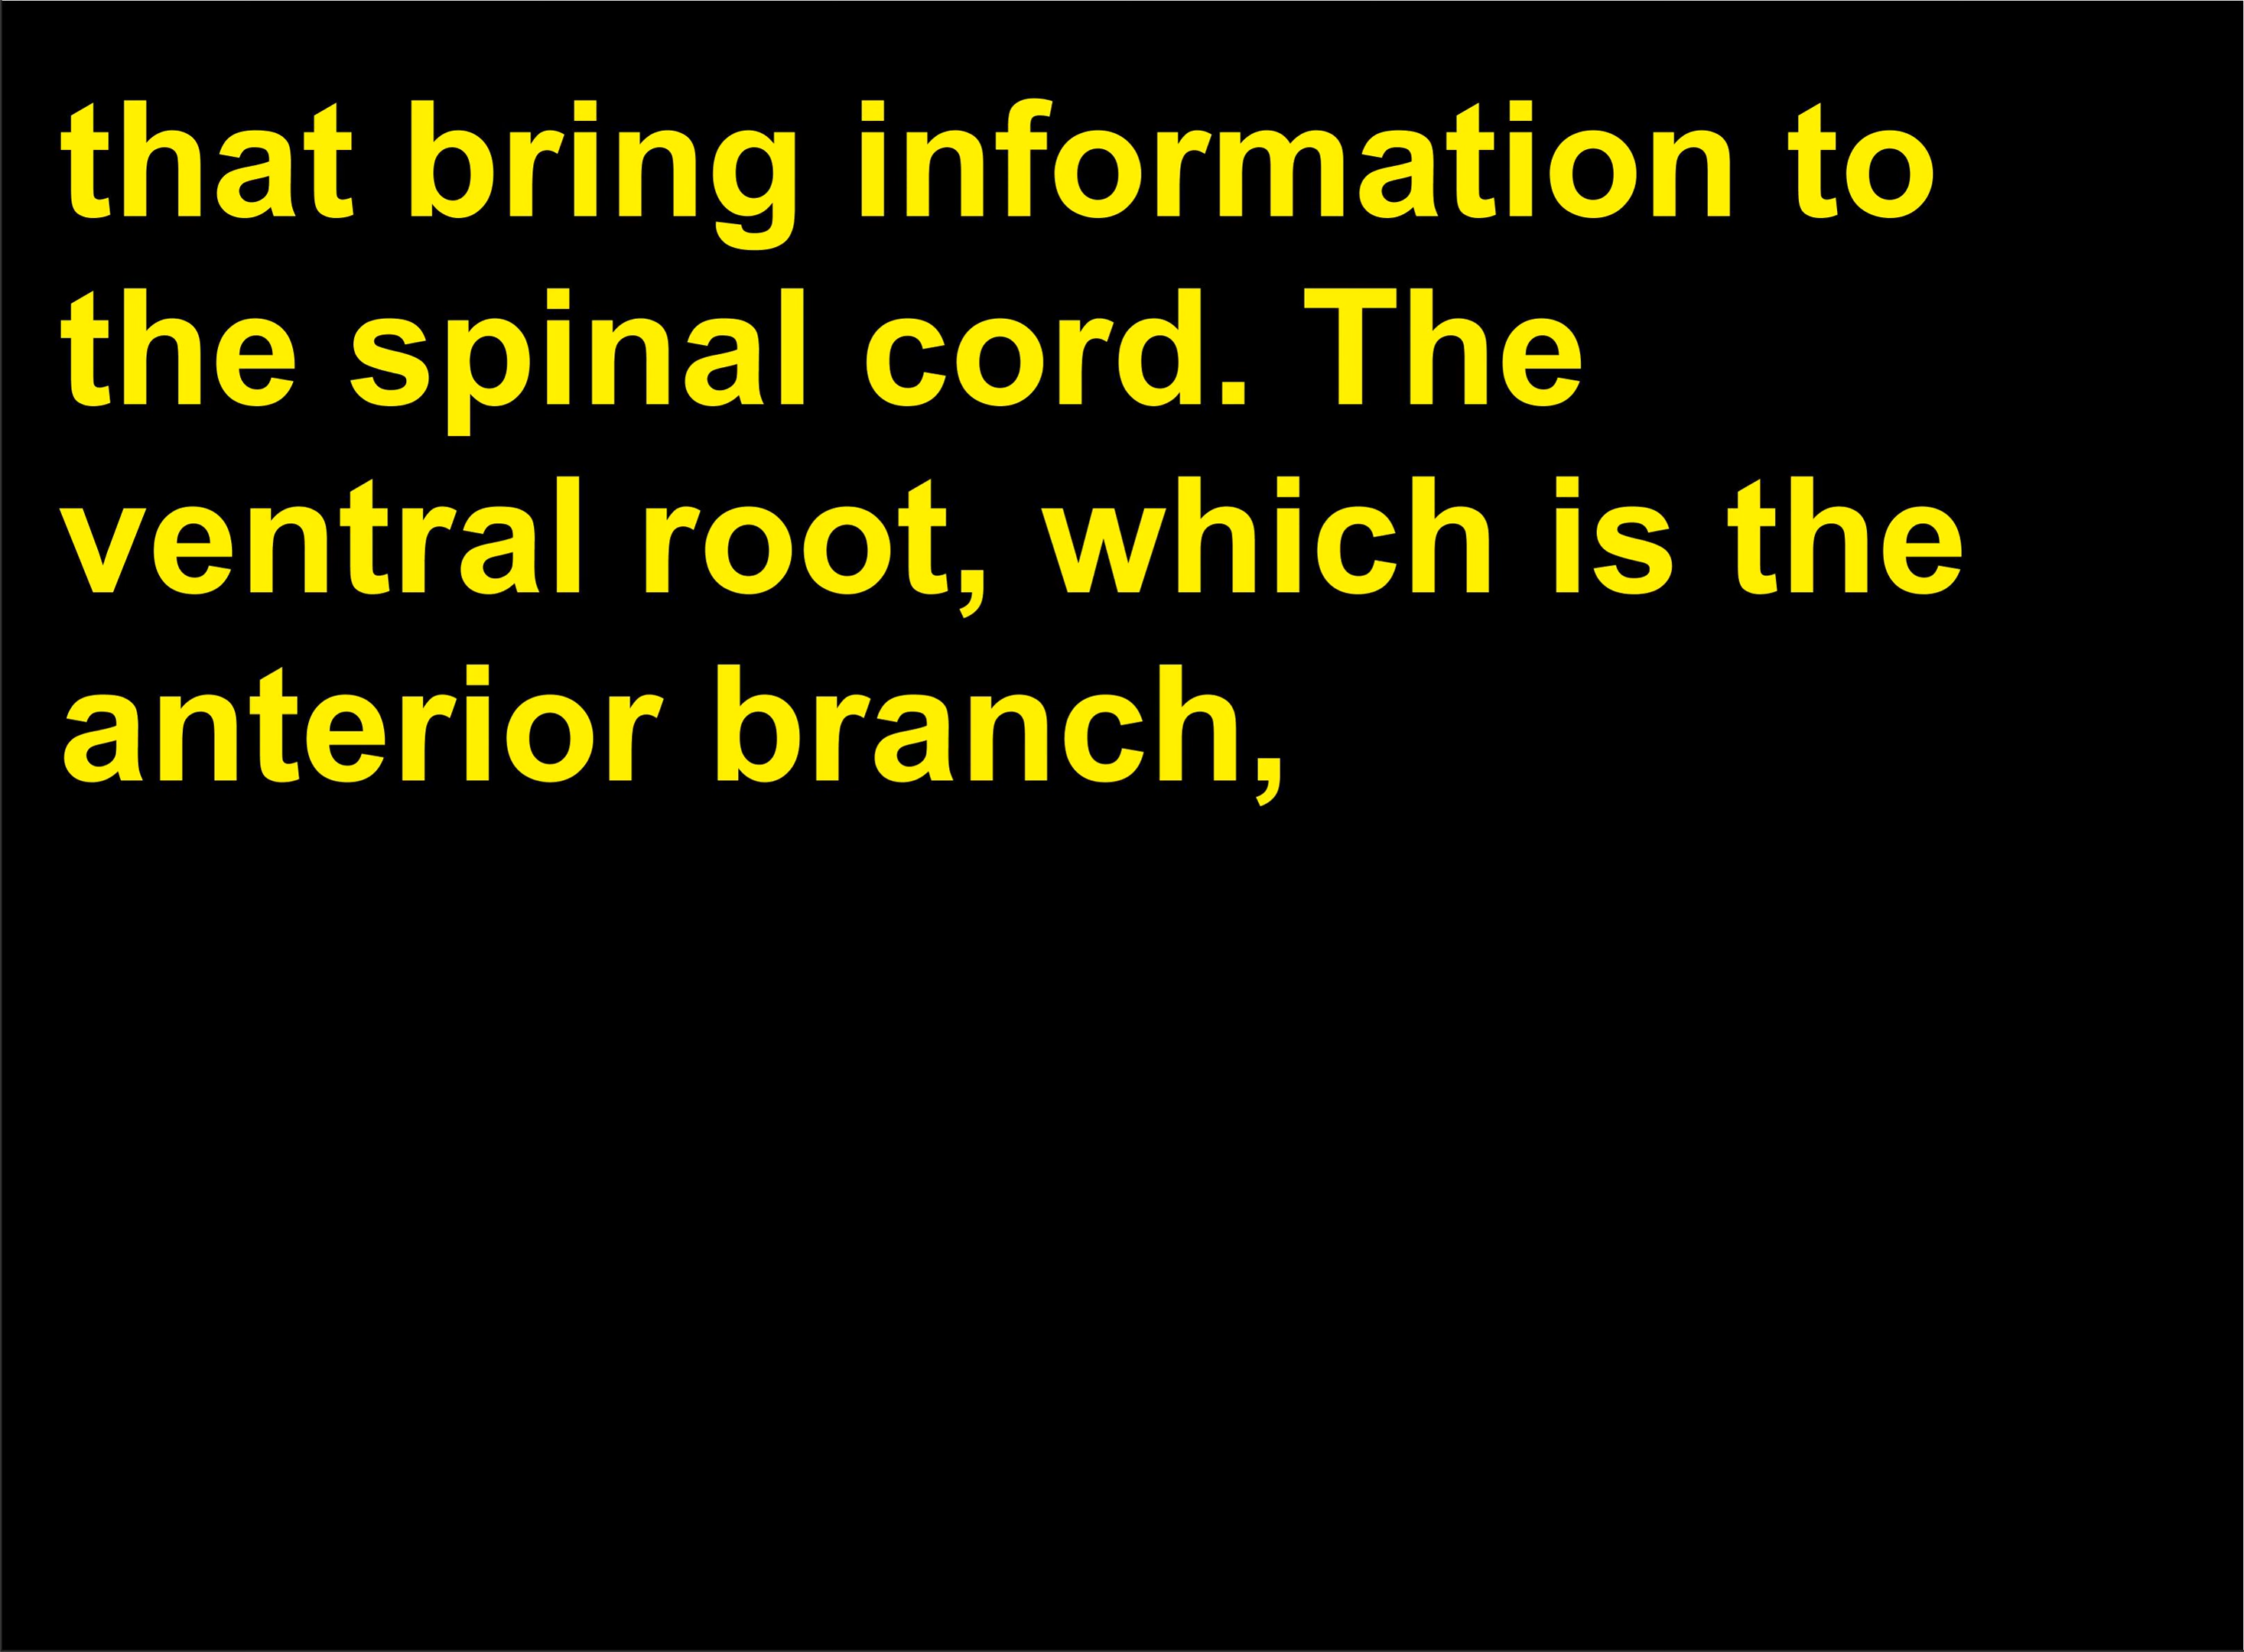 that bring information to
the spinal cord. The
ventral root, which is the
anterior branch,